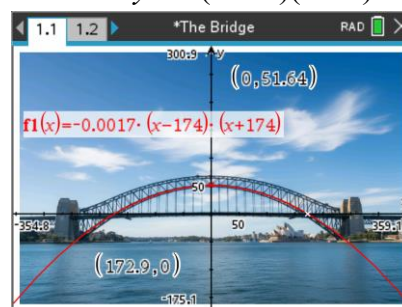 1.1 1.2 *The Bridge RAD
300.9 y
(0,51.64)
f1(x)=-0.0017·(x-174)·(x+174)
50
-354.8 50 359.1
(172.9,0)
-175.1